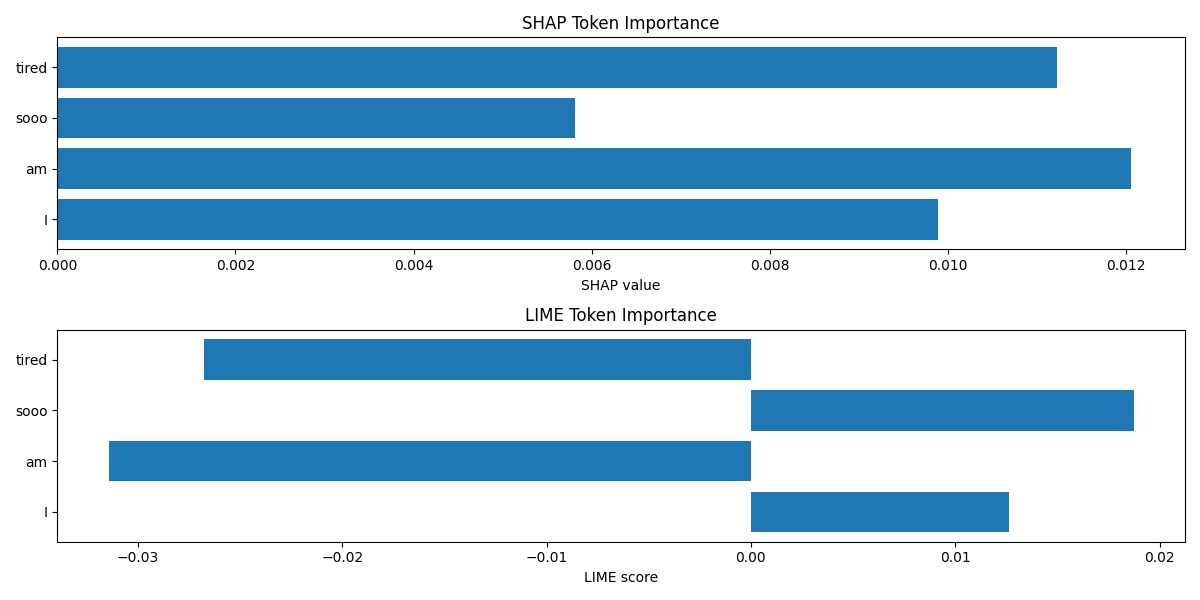 SHAP Token Importance
tired
sooo
am
I
0.000 0.002 0.004 0.006 0.008 0.010 0.012
SHAP value
LIME Token Importance
tired
sooo
am
I
−0.03 −0.02 −0.01 0.00 0.01 0.02
LIME score